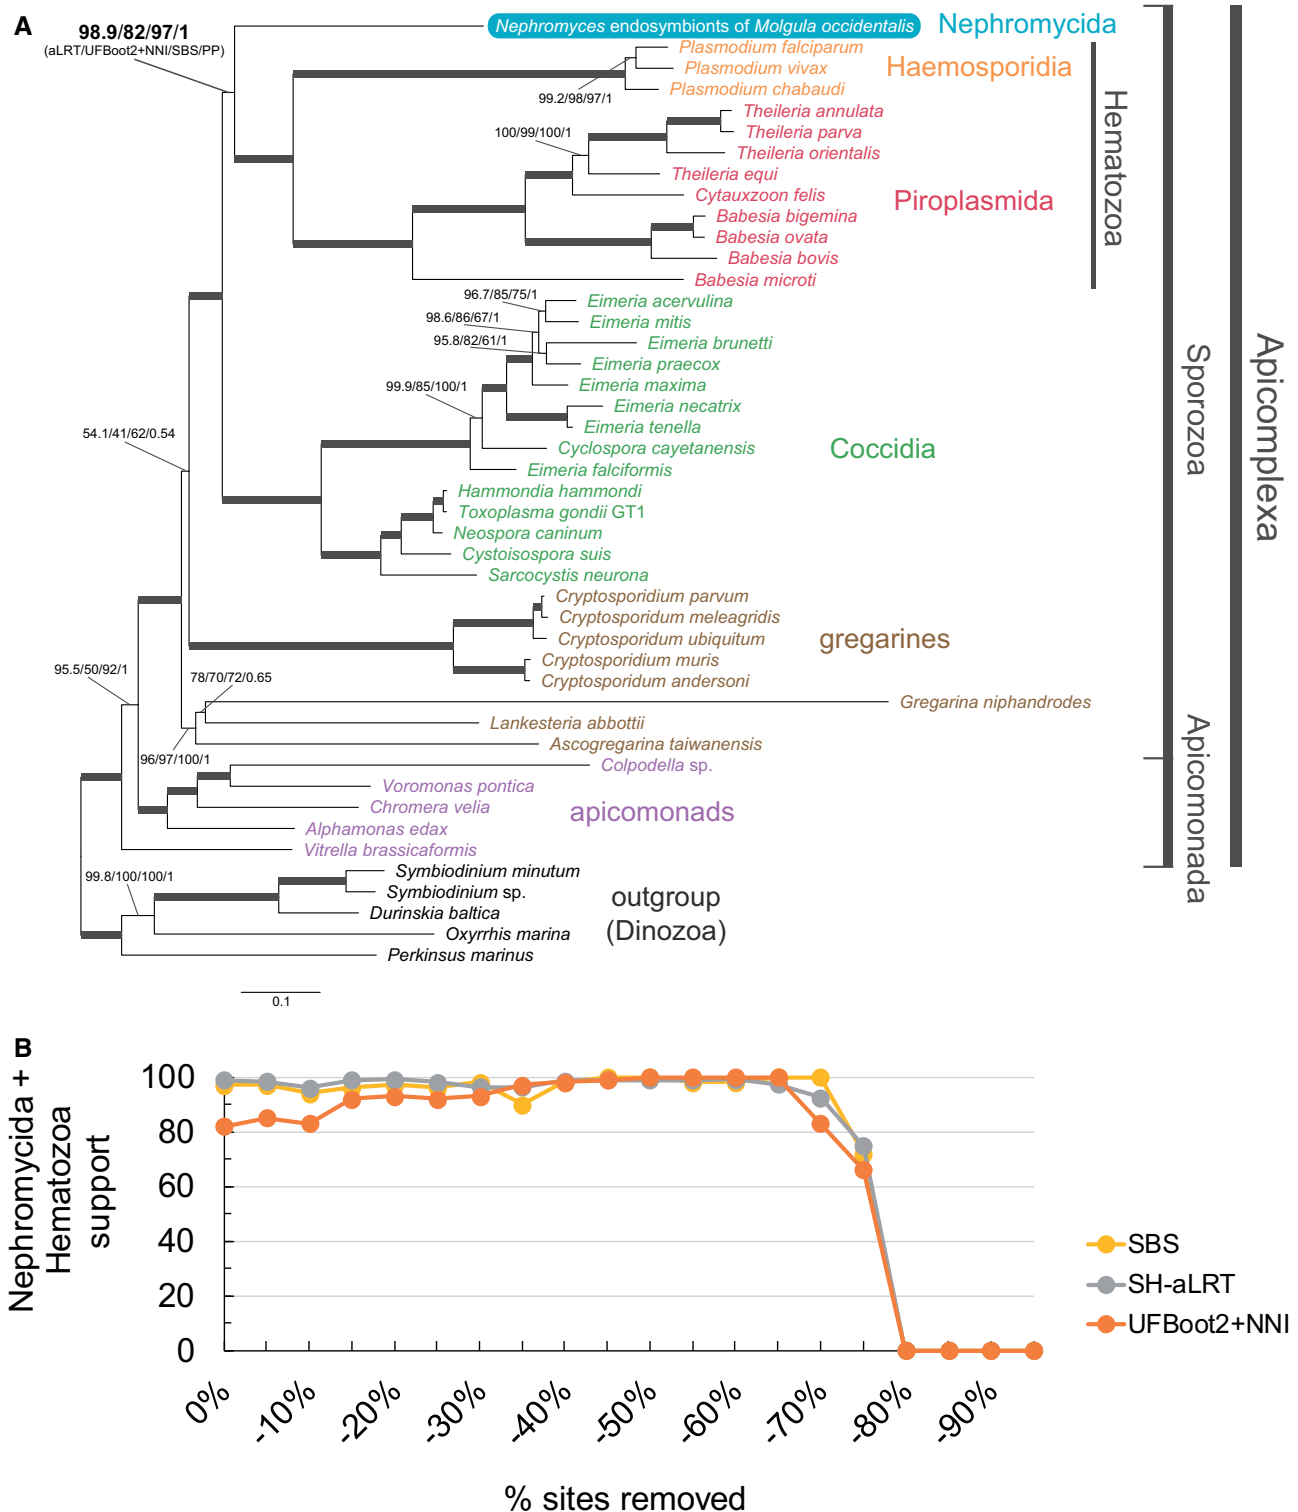 A
98.9/82/97/1
(aLRT/UFBoot2+NNI/SBS/PP)
Nephromyces endosymbionts of Molgula occidentalis
Nephromycida
Plasmodium falciparum
Plasmodium vivax
Haemosporidia
Plasmodium chabaudi
99.2/98/97/1
Theileria annulata
100/99/100/1
Theileria parva
Theileria orientalis
Theileria equi
Cytauxzoon felis
Piroplasmida
Babesia bigemina
Babesia ovata
Babesia bovis
Babesia microti
Hematozoa
96.7/85/75/1
Eimeria acervulina
98.6/86/67/1
Eimeria mitis
95.8/82/61/1
Eimeria brunetti
Eimeria praecox
99.9/85/100/1
Eimeria maxima
Eimeria necatrix
Eimeria tenella
54.1/41/62/0.54
Cyclospora cayetanensis
Coccidia
Eimeria falciformis
Hammondia hammondi
Toxoplasma gondii GT1
Neospora caninum
Cystoisospora suis
Sarcocystis neurona
Sporozoa
Apicomplexa
Cryptosporidium parvum
Cryptosporidum meleagridis
Cryptosporidum ubiquitum
gregarines
Cryptosporidium muris
95.5/50/92/1
78/70/72/0.65
Cryptosporidum andersoni
Gregarina niphandrodes
Lankesteria abbottii
Ascogregarina taiwanensis
96/97/100/1
Colpodella sp.
Voromonas pontica
Chromera velia
apicomonads
Alphamonas edax
Vitrella brassicaformis
Apicomonada
99.8/100/100/1
Symbiodinium minutum
Symbiodinium sp.
outgroup
(Dinozoa)
Durinskia baltica
Oxyrrhis marina
Perkinsus marinus
0.1
B
Nephromycida +
Hematozoa
support
100
80
60
40
20
0
0%
-10%
-20%
-30%
-40%
-50%
-60%
-70%
-80%
-90%
% sites removed
SBS
SH-aLRT
UFBoot2+NNI